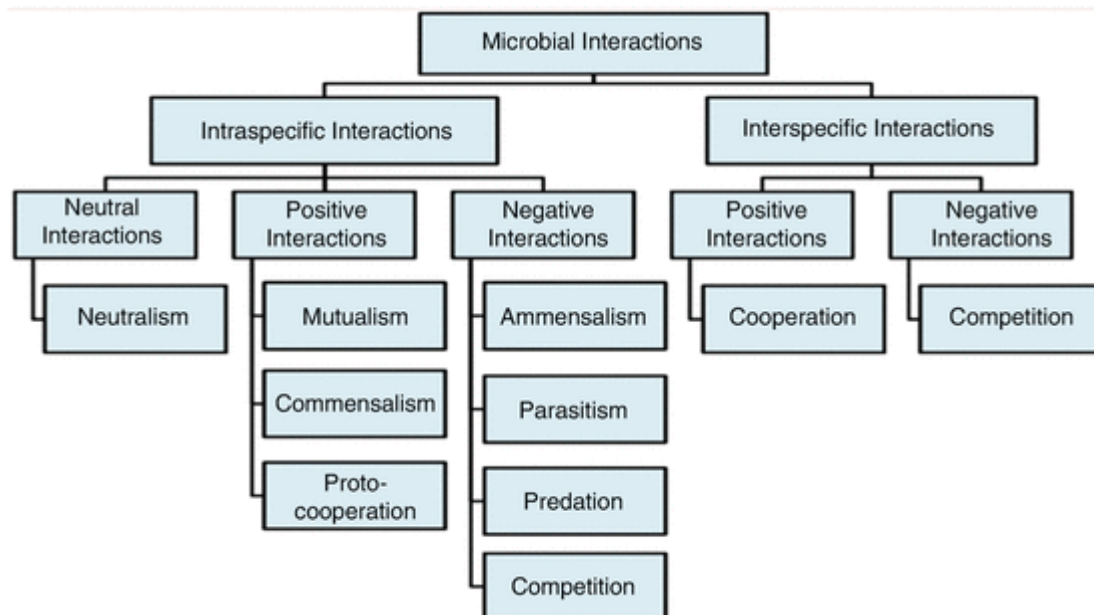 Microbial Interactions
Intraspecific Interactions
Interspecific Interactions
Neutral
Interactions
Positive
Interactions
Negative
Interactions
Positive
Interactions
Negative
Interactions
Neutralism
Mutualism
Ammensalism
Cooperation
Competition
Commensalism
Parasitism
Proto-
cooperation
Predation
Competition